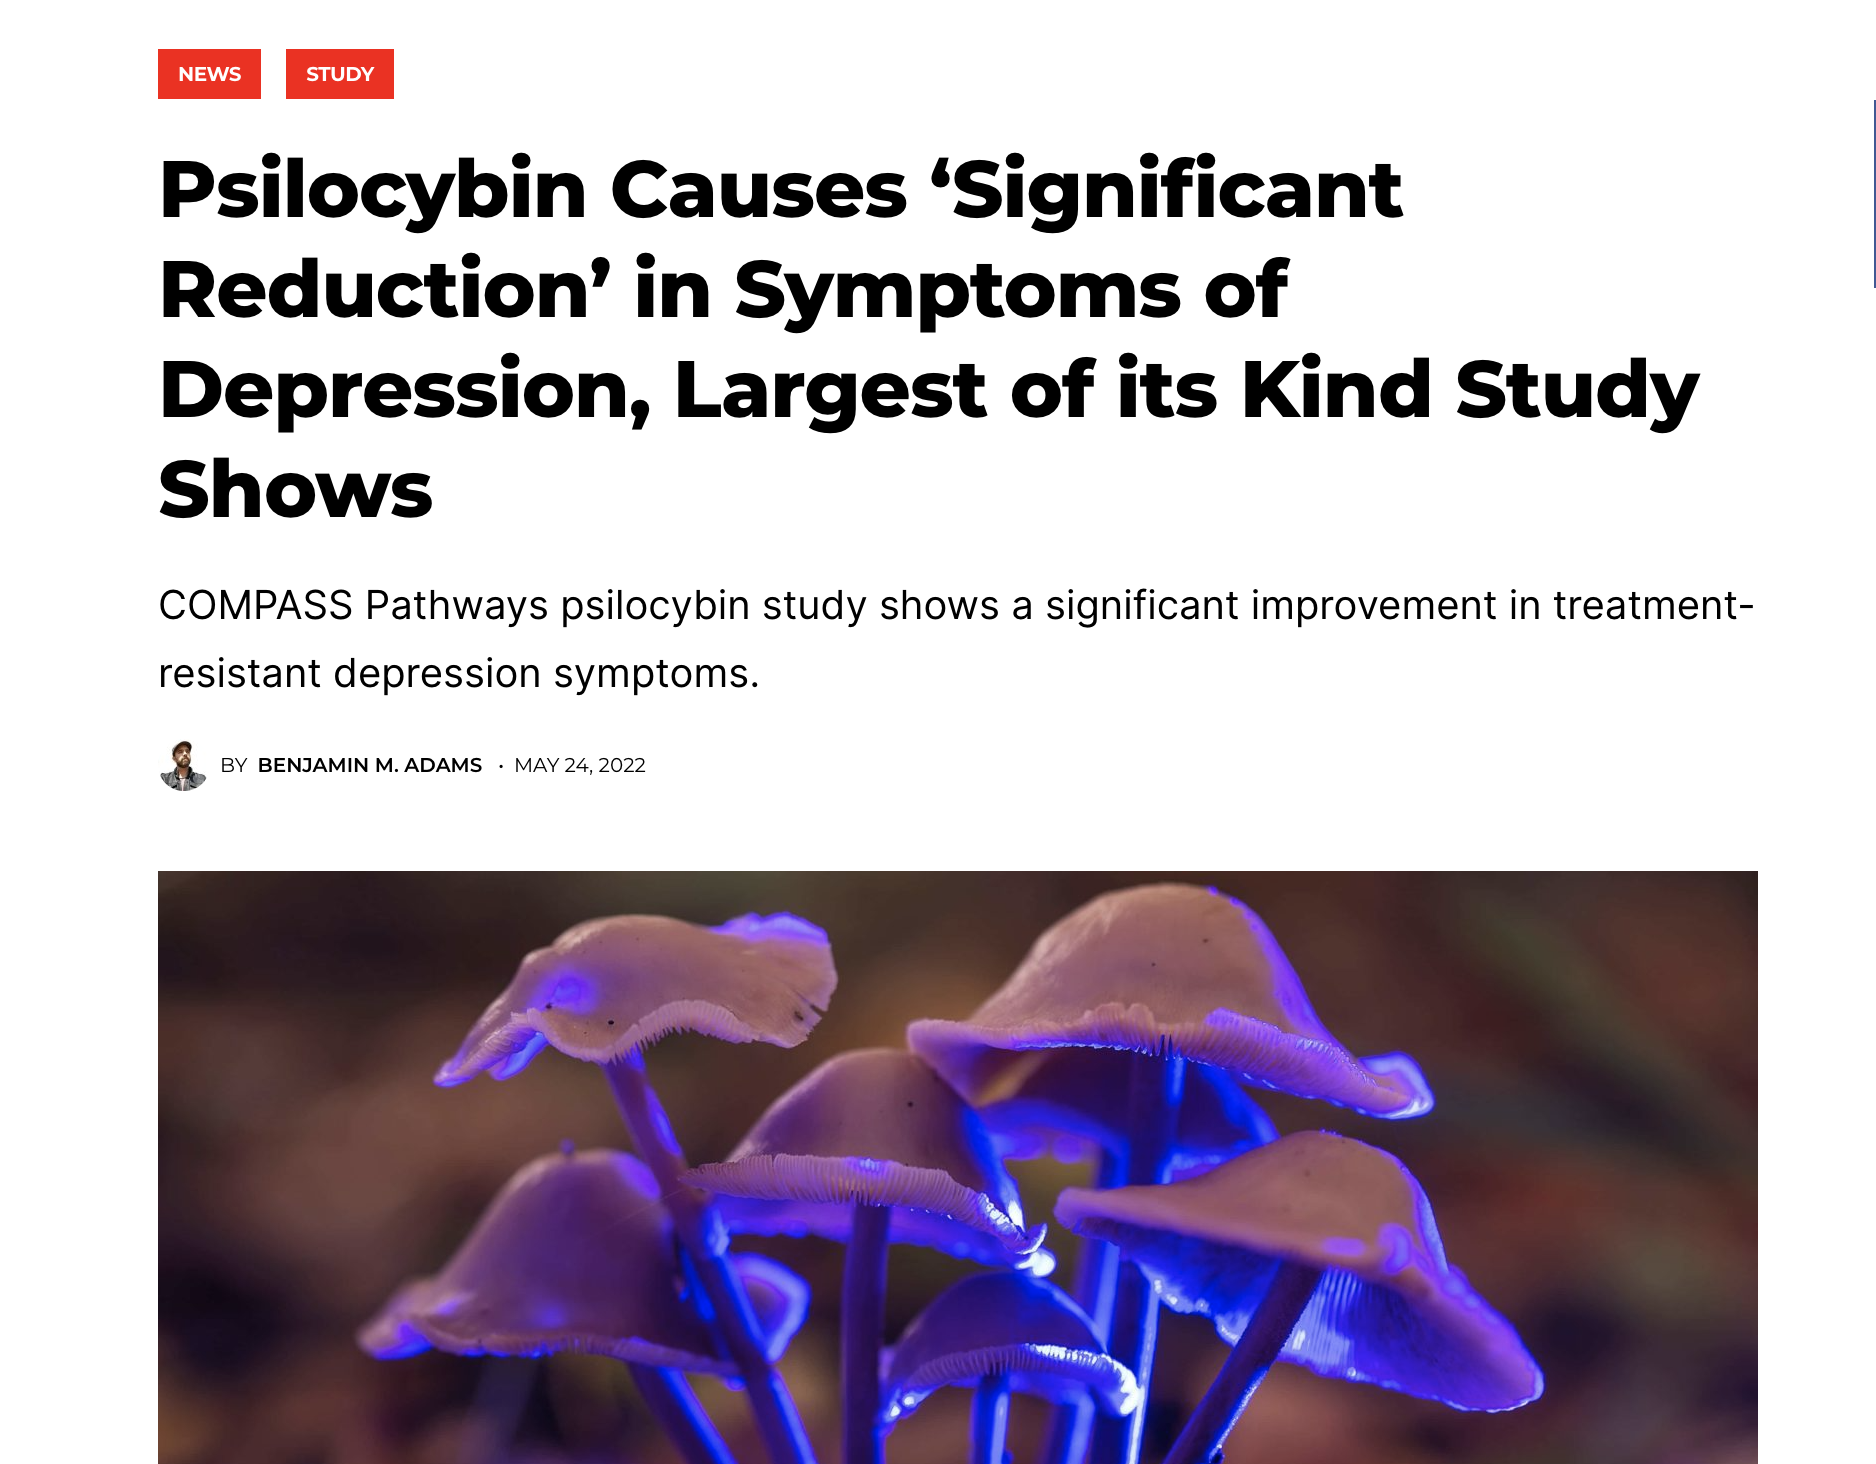 NEWS STUDY
Psilocybin Causes ‘Significant
Reduction’ in Symptoms of
Depression, Largest of its Kind Study
Shows
COMPASS Pathways psilocybin study shows a significant improvement in treatment-
resistant depression symptoms.
BY BENJAMIN M. ADAMS • MAY 24, 2022